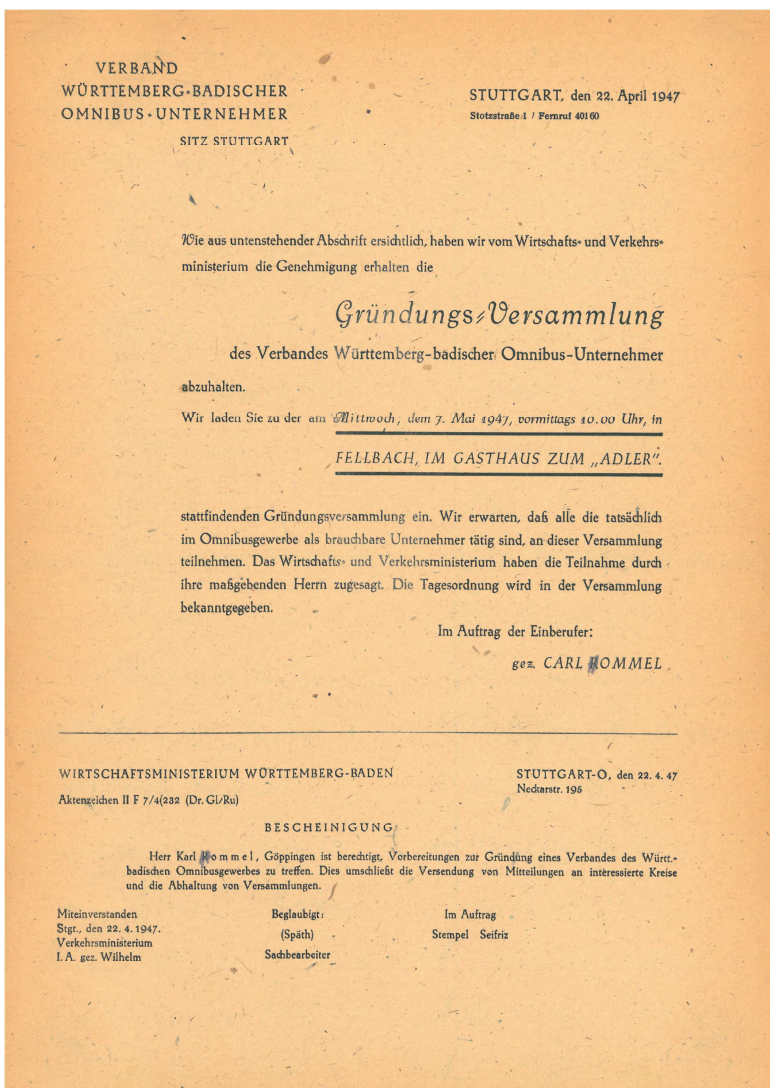 VERBAND
WÜRTTEMBERG-BADISCHER
OMNIBUS-UNTERNEHMER
SITZ STUTTGART
STUTTGART, den 22. April 1947
Stotzstraße 1 / Fernruf 40160
Wie aus untenstehender Abschrift ersichtlich, haben wir vom Wirtschafts- und Verkehrs-
ministerium die Genehmigung erhalten die
Gründungs-Versammlung
des Verbandes Württemberg-badischer Omnibus-Unternehmer
abzuhalten.
Wir laden Sie zu der am Mittwoch, dem 7. Mai 1947, vormittags 10.00 Uhr, in
FELLBACH, IM GASTHAUS ZUM „ADLER".
stattfindenden Gründungsversammlung ein. Wir erwarten, daß alle die tatsächlich
im Omnibusgewerbe als brauchbare Unternehmer tätig sind, an dieser Versammlung
teilnehmen. Das Wirtschafts- und Verkehrsministerium haben die Teilnahme durch
ihre maßgebenden Herrn zugesagt. Die Tagesordnung wird in der Versammlung
bekanntgegeben.
Im Auftrag der Einberufer:
gez. CARL ROMMEL
WIRTSCHAFTSMINISTERIUM WÜRTTEMBERG-BADEN
STUTTGART-O, den 22. 4. 47
Neckarstr. 195
Aktenzeichen II F 7/4(232 (Dr. Gl/Ru)
BESCHEINIGUNG
Herr Karl Rommel, Göppingen ist berechtigt, Vorbereitungen zur Gründung eines Verbandes des Württ.-
badischen Omnibusgewerbes zu treffen. Dies umschließt die Versendung von Mitteilungen an interessierte Kreise
und die Abhaltung von Versammlungen.
Miteinverstanden
Stgt., den 22. 4. 1947.
Verkehrsministerium
I. A. gez. Wilhelm
Beglaubigt:
(Späth)
Sachbearbeiter
Im Auftrag
Stempel Seifriz